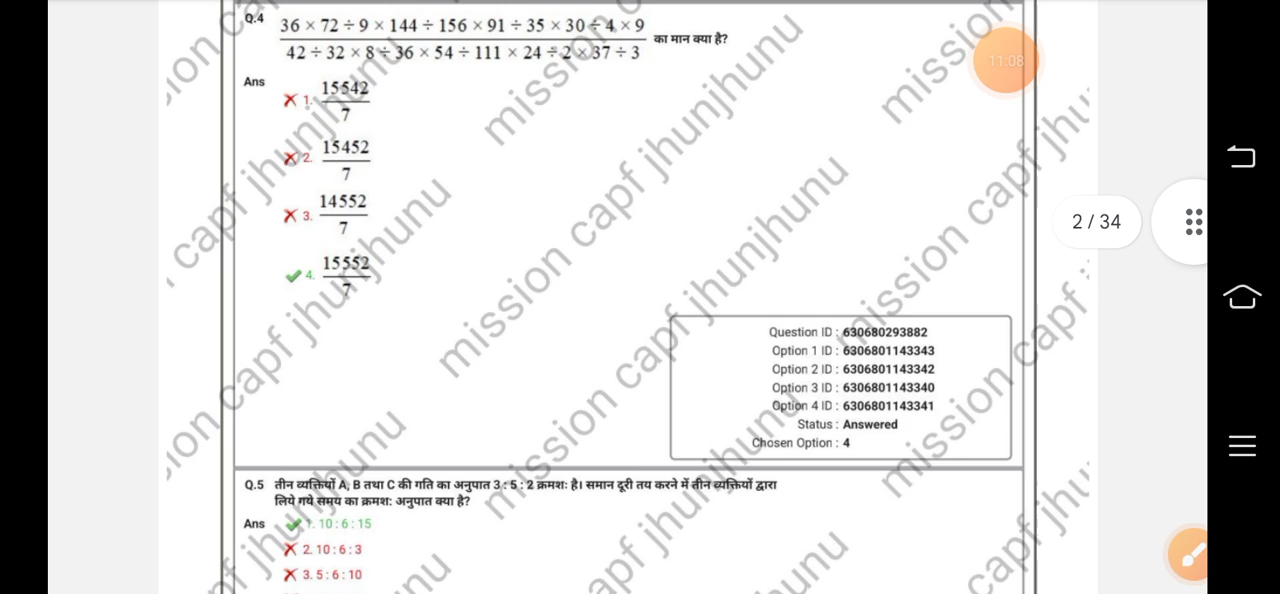 Q.4
36 × 72 ÷ 9 × 144 ÷ 156 × 91 ÷ 35 × 30 ÷ 4 × 9
42 ÷ 32 × 8 ÷ 36 × 54 ÷ 111 × 24 ÷ 2 × 37 ÷ 3
का मान क्या है?
11:08
Ans
1. 15542
7
2. 15452
7
3. 14552
7
4. 15552
7
2 / 34
Question ID : 630680293882
Option 1 ID : 6306801143343
Option 2 ID : 6306801143342
Option 3 ID : 6306801143340
Option 4 ID : 6306801143341
Status : Answered
Chosen Option : 4
Q.5 तीन व्यक्तियों A, B तथा C की गति का अनुपात 3 : 5 : 2 क्रमशः है। समान दूरी तय करने में तीन व्यक्तियों द्वारा
लिये गये समय का क्रमश: अनुपात क्या है?
Ans 1. 10 : 6 : 15
2. 10 : 6 : 3
3. 5 : 6 : 10
mission capf jhunjhunu